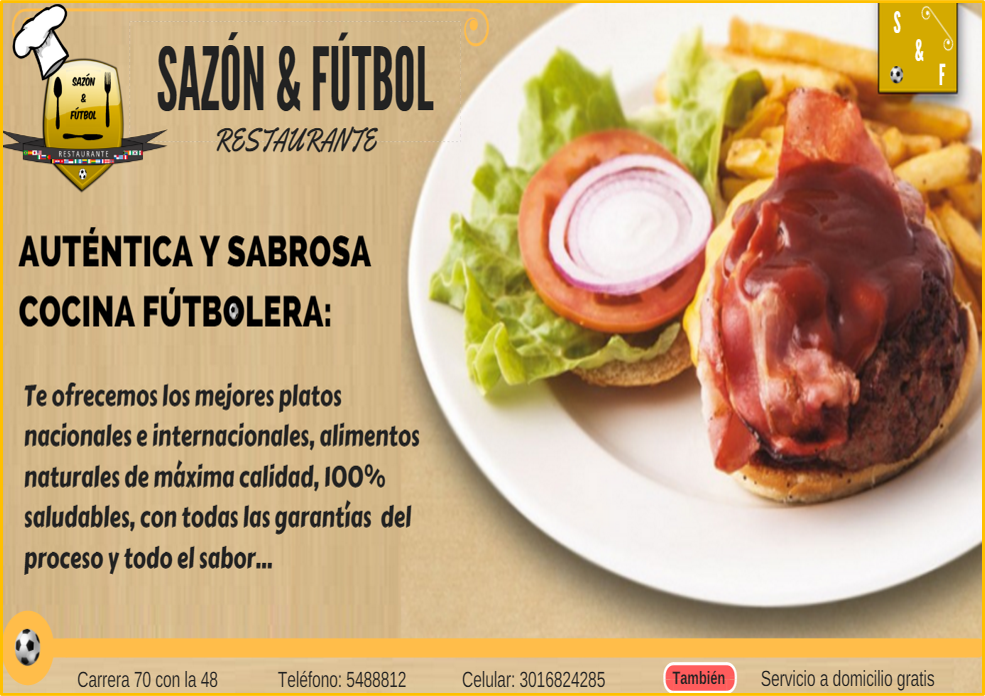 SAZÓN
&
FÚTBOL
RESTAURANTE
SAZÓN & FÚTBOL
RESTAURANTE
S
&
F
AUTÉNTICA Y SABROSA
COCINA FÚTBOLERA:
Te ofrecemos los mejores platos
nacionales e internacionales, alimentos
naturales de máxima calidad, 100%
saludables, con todas las garantías del
proceso y todo el sabor...
Carrera 70 con la 48 Teléfono: 5488812 Celular: 3016824285 También Servicio a domicilio gratis